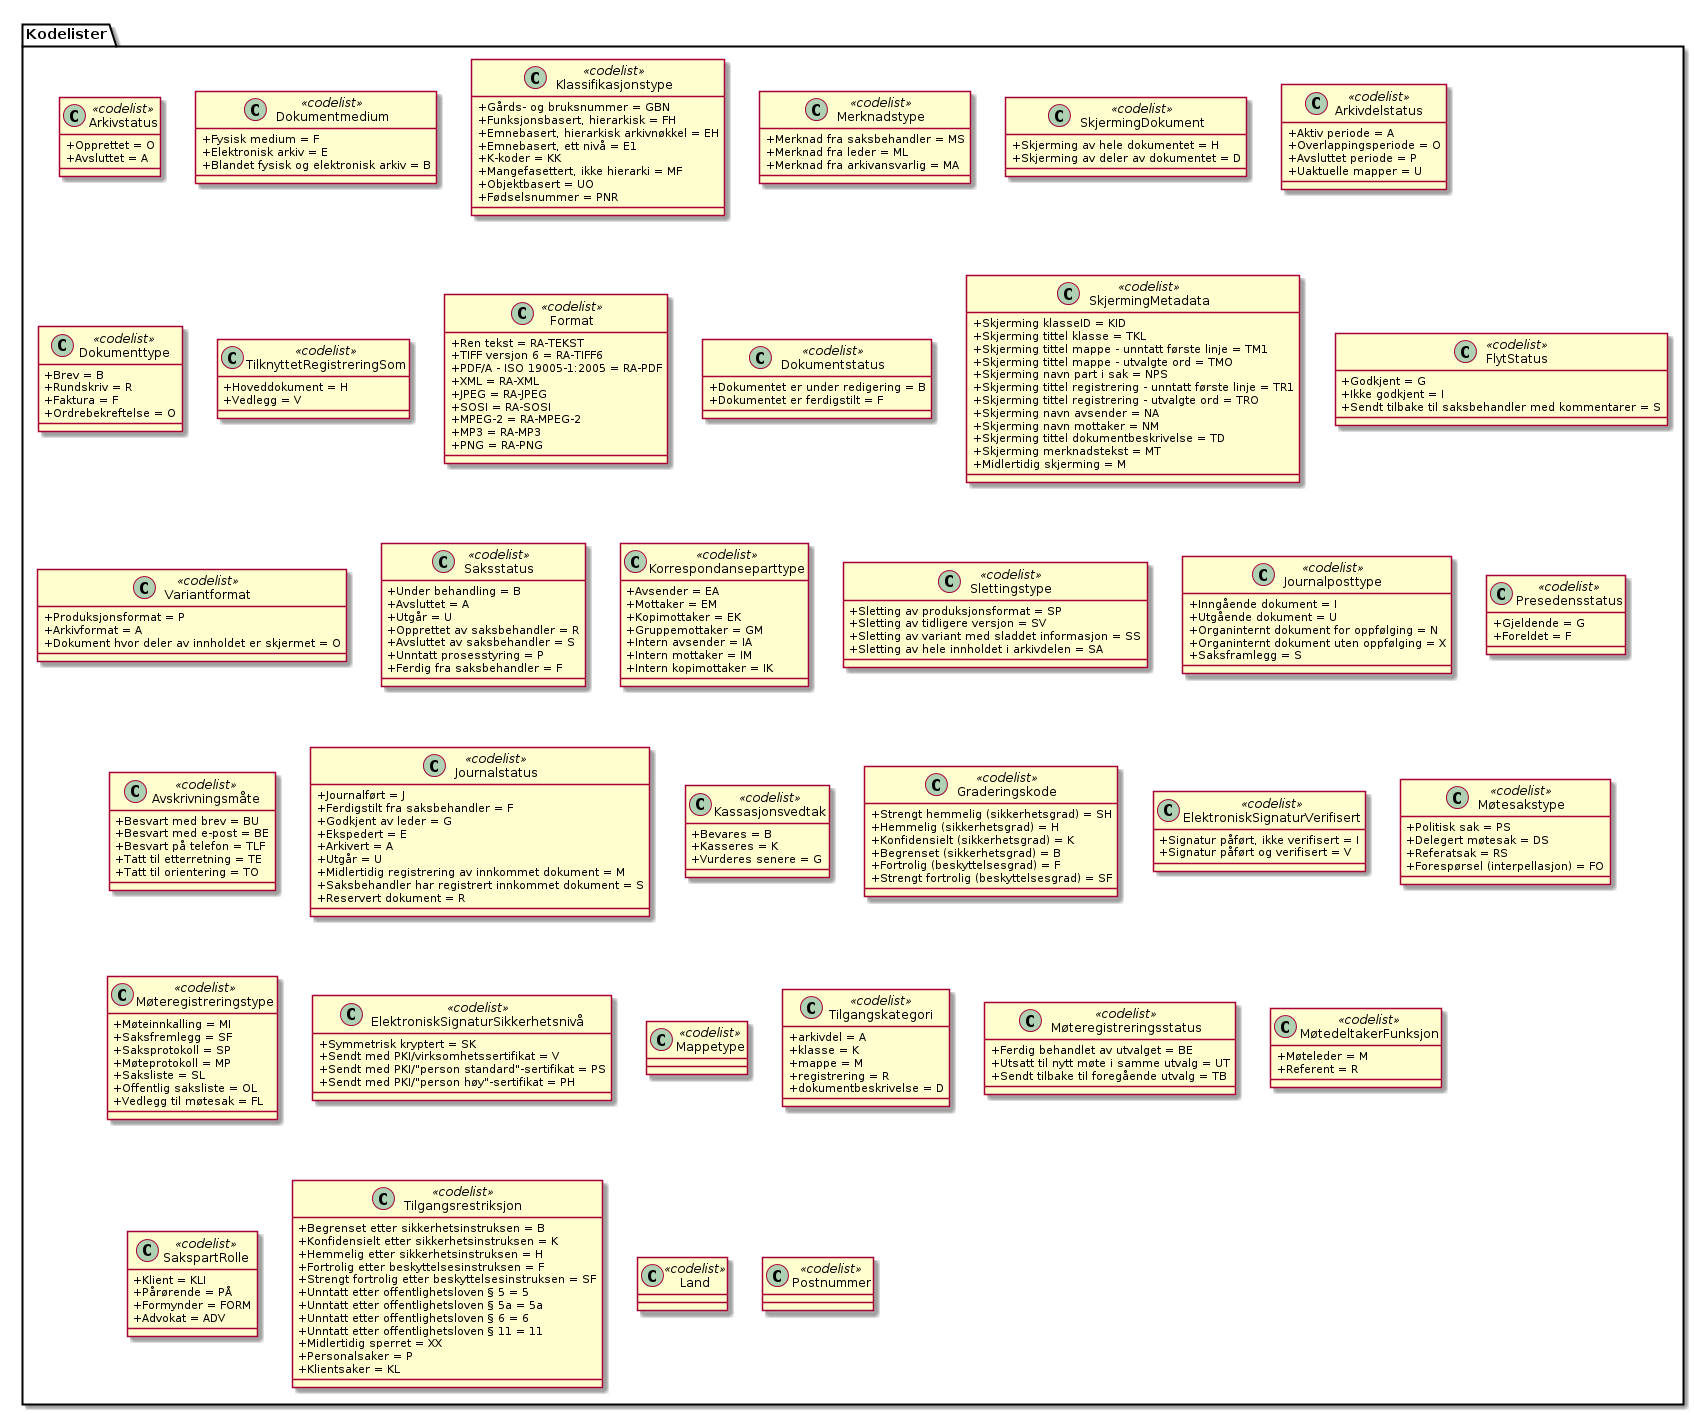 Kodelister
«codelist»
Arkivstatus
+Opprettet = O
+Avsluttet = A
«codelist»
Dokumentmedium
+Fysisk medium = F
+Elektronisk arkiv = E
+Blandet fysisk og elektronisk arkiv = B
«codelist»
Klassifikasjonstype
+Gårds- og bruksnummer = GBN
+Funksjonsbasert, hierarkisk = FH
+Emnebasert, hierarkisk arkivnøkkel = EH
+Emnebasert, ett nivå = E1
+K-koder = KK
+Mangefasettert, ikke hierarki = MF
+Objektbasert = UO
+Fødselsnummer = PNR
«codelist»
Merknadstype
+Merknad fra saksbehandler = MS
+Merknad fra leder = ML
+Merknad fra arkivansvarlig = MA
«codelist»
SkjermingDokument
+Skjerming av hele dokumentet = H
+Skjerming av deler av dokumentet = D
«codelist»
Arkivdelstatus
+Aktiv periode = A
+Overlappingsperiode = O
+Avsluttet periode = P
+Uaktuelle mapper = U
«codelist»
Dokumenttype
+Brev = B
+Rundskriv = R
+Faktura = F
+Ordrebekreftelse = O
«codelist»
TilknyttetRegistreringSom
+Hoveddokument = H
+Vedlegg = V
«codelist»
Format
+Ren tekst = RA-TEKST
+TIFF versjon 6 = RA-TIFF6
+PDF/A - ISO 19005-1:2005 = RA-PDF
+XML = RA-XML
+JPEG = RA-JPEG
+SOSI = RA-SOSI
+MPEG-2 = RA-MPEG-2
+MP3 = RA-MP3
+PNG = RA-PNG
«codelist»
Dokumentstatus
+Dokumentet er under redigering = B
+Dokumentet er ferdigstilt = F
«codelist»
SkjermingMetadata
+Skjerming klasseID = KID
+Skjerming tittel klasse = TKL
+Skjerming tittel mappe - unntatt første linje = TM1
+Skjerming tittel mappe - utvalgte ord = TMO
+Skjerming navn part i sak = NPS
+Skjerming tittel registrering - unntatt første linje = TR1
+Skjerming tittel registrering - utvalgte ord = TRO
+Skjerming navn avsender = NA
+Skjerming navn mottaker = NM
+Skjerming tittel dokumentbeskrivelse = TD
+Skjerming merknadstekst = MT
+Midlertidig skjerming = M
«codelist»
FlytStatus
+Godkjent = G
+Ikke godkjent = I
+Sendt tilbake til saksbehandler med kommentarer = S
«codelist»
Variantformat
+Produksjonsformat = P
+Arkivformat = A
+Dokument hvor deler av innholdet er skjermet = O
«codelist»
Saksstatus
+Under behandling = B
+Avsluttet = A
+Utgår = U
+Opprettet av saksbehandler = R
+Avsluttet av saksbehandler = S
+Unntatt prosesstyring = P
+Ferdig fra saksbehandler = F
«codelist»
Korrespondanseparttype
+Avsender = EA
+Mottaker = EM
+Kopimottaker = EK
+Gruppemottaker = GM
+Intern avsender = IA
+Intern mottaker = IM
+Intern kopimottaker = IK
«codelist»
Slettingstype
+Sletting av produksjonsformat = SP
+Sletting av tidligere versjon = SV
+Sletting av variant med sladdet informasjon = SS
+Sletting av hele innholdet i arkivdelen = SA
«codelist»
Journalposttype
+Inngående dokument = I
+Utgående dokument = U
+Organinternt dokument for oppfølging = N
+Organinternt dokument uten oppfølging = X
+Saksframlegg = S
«codelist»
Presedensstatus
+Gjeldende = G
+Foreldet = F
«codelist»
Avskrivningsmåte
+Besvart med brev = BU
+Besvart med e-post = BE
+Besvart på telefon = TLF
+Tatt til etterretning = TE
+Tatt til orientering = TO
«codelist»
Journalstatus
+Journalført = J
+Ferdigstilt fra saksbehandler = F
+Godkjent av leder = G
+Ekspedert = E
+Arkivert = A
+Utgår = U
+Midlertidig registrering av innkommet dokument = M
+Saksbehandler har registrert innkommet dokument = S
+Reservert dokument = R
«codelist»
Kassasjonsvedtak
+Bevares = B
+Kasseres = K
+Vurderes senere = G
«codelist»
Graderingskode
+Strengt hemmelig (sikkerhetsgrad) = SH
+Hemmelig (sikkerhetsgrad) = H
+Konfidensielt (sikkerhetsgrad) = K
+Begrenset (sikkerhetsgrad) = B
+Fortrolig (beskyttelsesgrad) = F
+Strengt fortrolig (beskyttelsesgrad) = SF
«codelist»
ElektroniskSignaturVerifisert
+Signatur påført, ikke verifisert = I
+Signatur påført og verifisert = V
«codelist»
Møtesakstype
+Politisk sak = PS
+Delegert møtesak = DS
+Referatsak = RS
+Forespørsel (interpellasjon) = FO
«codelist»
Møteregistreringstype
+Møteinnkalling = MI
+Saksfremlegg = SF
+Saksprotokoll = SP
+Møteprotokoll = MP
+Saksliste = SL
+Offentlig saksliste = OL
+Vedlegg til møtesak = FL
«codelist»
ElektroniskSignaturSikkerhetsnivå
+Symmetrisk kryptert = SK
+Sendt med PKI/virksomhetssertifikat = V
+Sendt med PKI/"person standard"-sertifikat = PS
+Sendt med PKI/"person høy"-sertifikat = PH
«codelist»
Mappetype
«codelist»
Tilgangskategori
+arkivdel = A
+klasse = K
+mappe = M
+registrering = R
+dokumentbeskrivelse = D
«codelist»
Møteregistreringsstatus
+Ferdig behandlet av utvalget = BE
+Utsatt til nytt møte i samme utvalg = UT
+Sendt tilbake til foregående utvalg = TB
«codelist»
MøtedeltakerFunksjon
+Møteleder = M
+Referent = R
«codelist»
SakspartRolle
+Klient = KLI
+Pårørende = PÅ
+Formynder = FORM
+Advokat = ADV
«codelist»
Tilgangsrestriksjon
+Begrenset etter sikkerhetsinstruksen = B
+Konfidensielt etter sikkerhetsinstruksen = K
+Hemmelig etter sikkerhetsinstruksen = H
+Fortrolig etter beskyttelsesinstruksen = F
+Strengt fortrolig etter beskyttelsesinstruksen = SF
+Unntatt etter offentlighetsloven § 5 = 5
+Unntatt etter offentlighetsloven § 5a = 5a
+Unntatt etter offentlighetsloven § 6 = 6
+Unntatt etter offentlighetsloven § 11 = 11
+Midlertidig sperret = XX
+Personalsaker = P
+Klientsaker = KL
«codelist»
Land
«codelist»
Postnummer